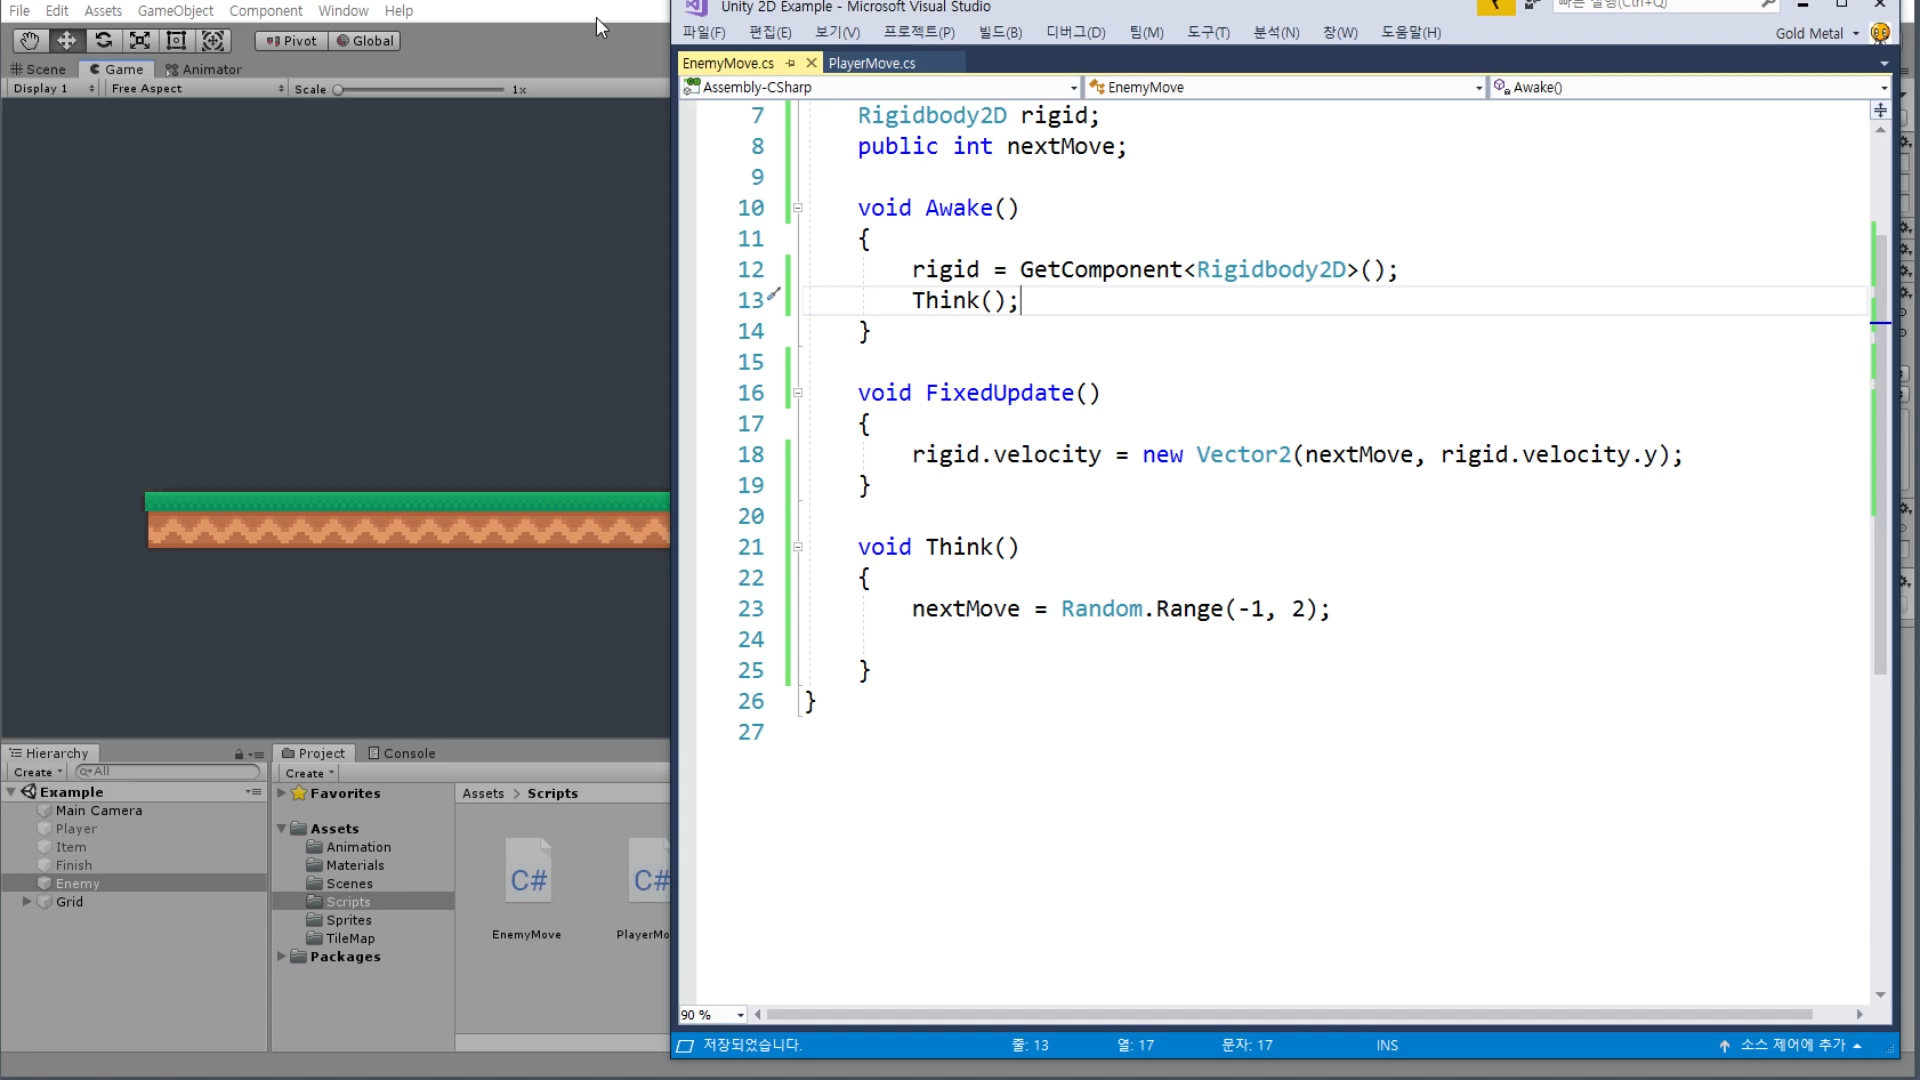 File Edit Assets GameObject Component Window Help
Pivot Global
Scene Game Animator
Display 1 Free Aspect Scale 1x
Unity 2D Example - Microsoft Visual Studio
빠른 실행(Ctrl+Q)
파일(F) 편집(E) 보기(V) 프로젝트(P) 빌드(B) 디버그(D) 팀(M) 도구(T) 분석(N) 창(W) 도움말(H) Gold Metal
EnemyMove.cs PlayerMove.cs
Assembly-CSharp EnemyMove Awake()
7 Rigidbody2D rigid;
8 public int nextMove;
9
10 void Awake()
11 {
12 rigid = GetComponent<Rigidbody2D>();
13 Think();
14 }
15
16 void FixedUpdate()
17 {
18 rigid.velocity = new Vector2(nextMove, rigid.velocity.y);
19 }
20
21 void Think()
22 {
23 nextMove = Random.Range(-1, 2);
24
25 }
26 }
27
90 %
저장되었습니다. 줄: 13 열: 17 문자: 17 INS 소스 제어에 추가
Hierarchy
Create All
Example
Main Camera
Player
Item
Finish
Enemy
Grid
Project Console
Create
Favorites
Assets
Animation
Materials
Scenes
Scripts
Sprites
TileMap
Packages
Assets > Scripts
C# C#
EnemyMove PlayerMo